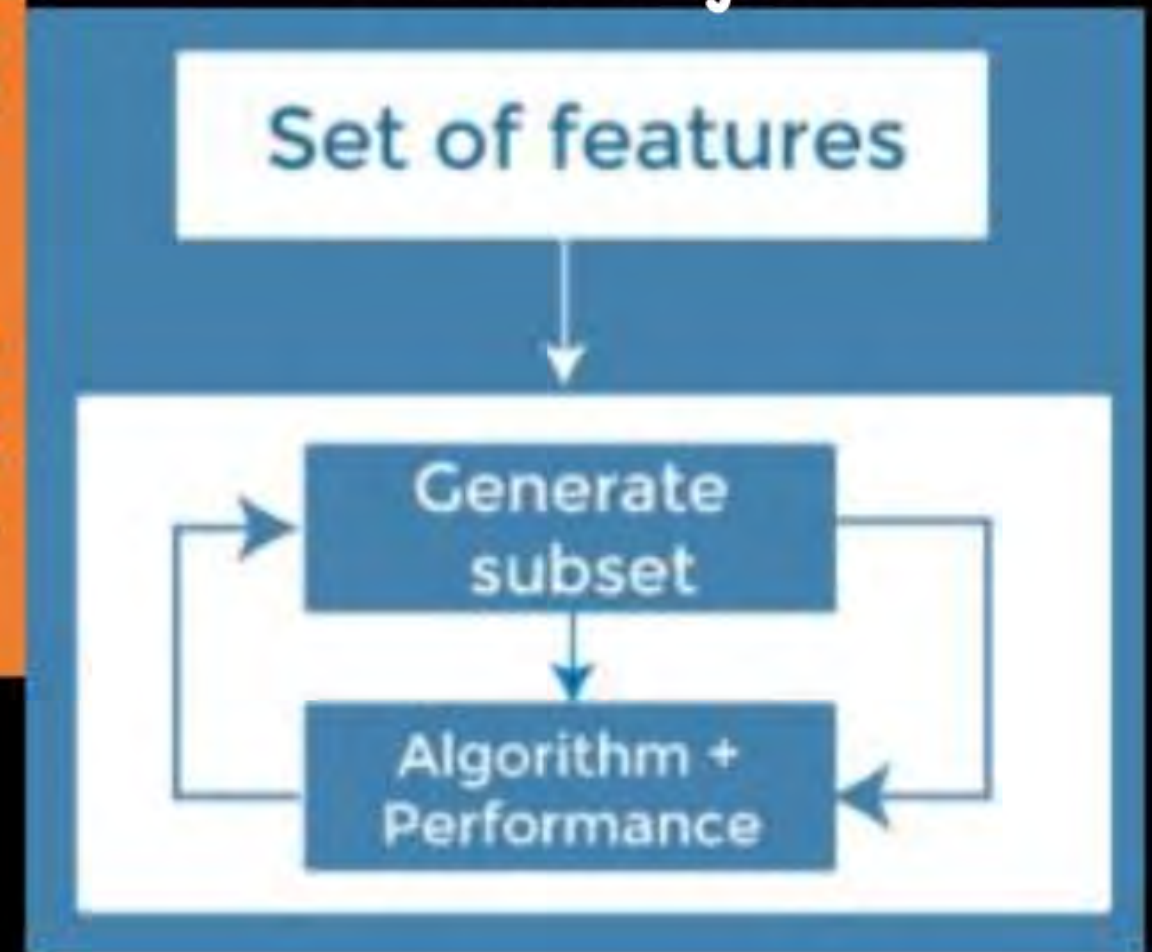 Set of features
Generate
subset
Algorithm +
Performance